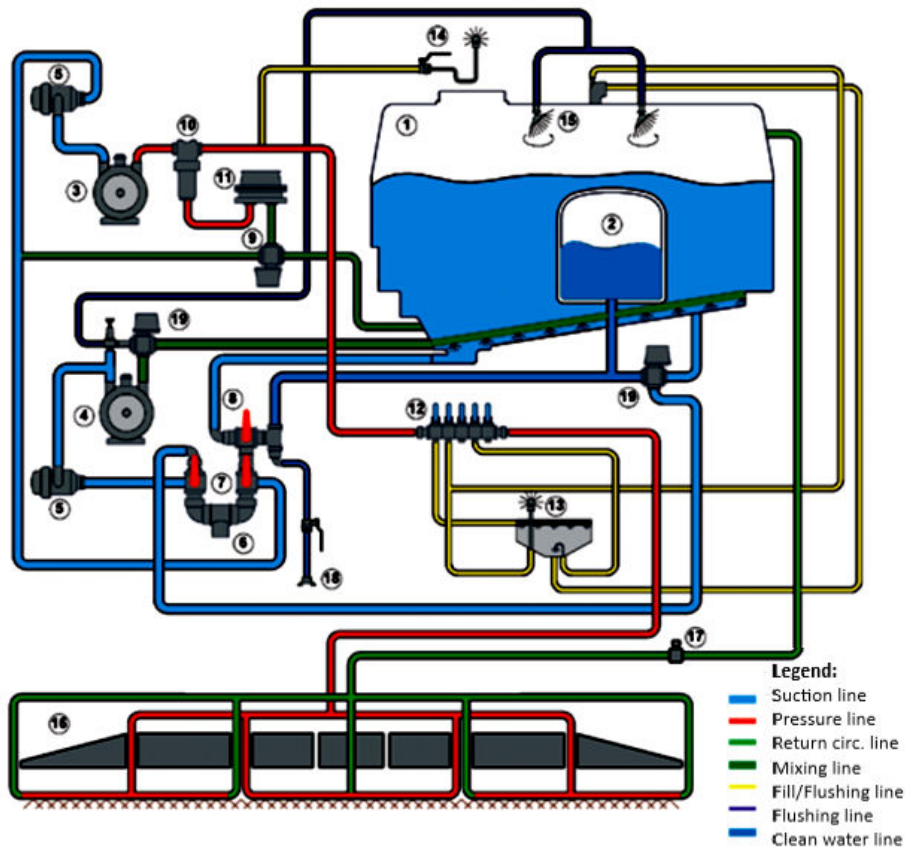 14
5
10
1
15
3
11
2
9
19
4
8
12
19
7
5
13
6
18
17
16
Legend:
Suction line
Pressure line
Return circ. line
Mixing line
Fill/Flushing line
Flushing line
Clean water line